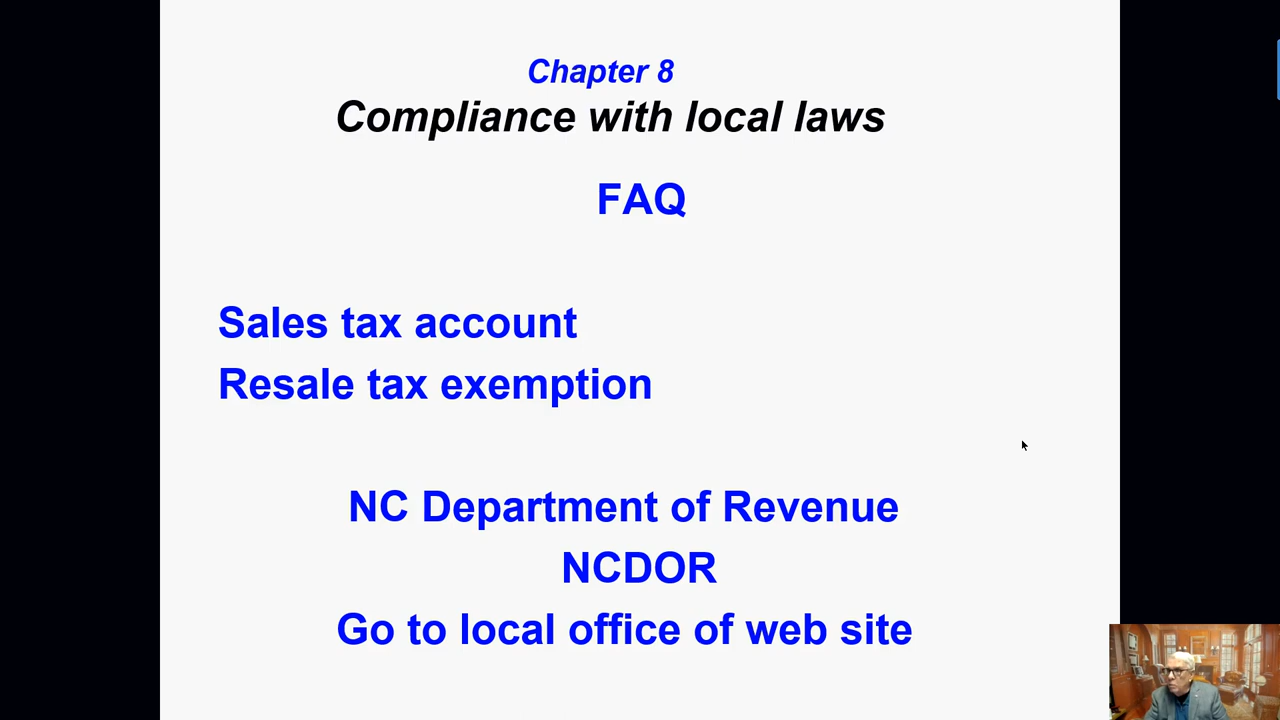 Chapter 8
Compliance with local laws
FAQ
Sales tax account
Resale tax exemption
NC Department of Revenue
NCDOR
Go to local office of web site